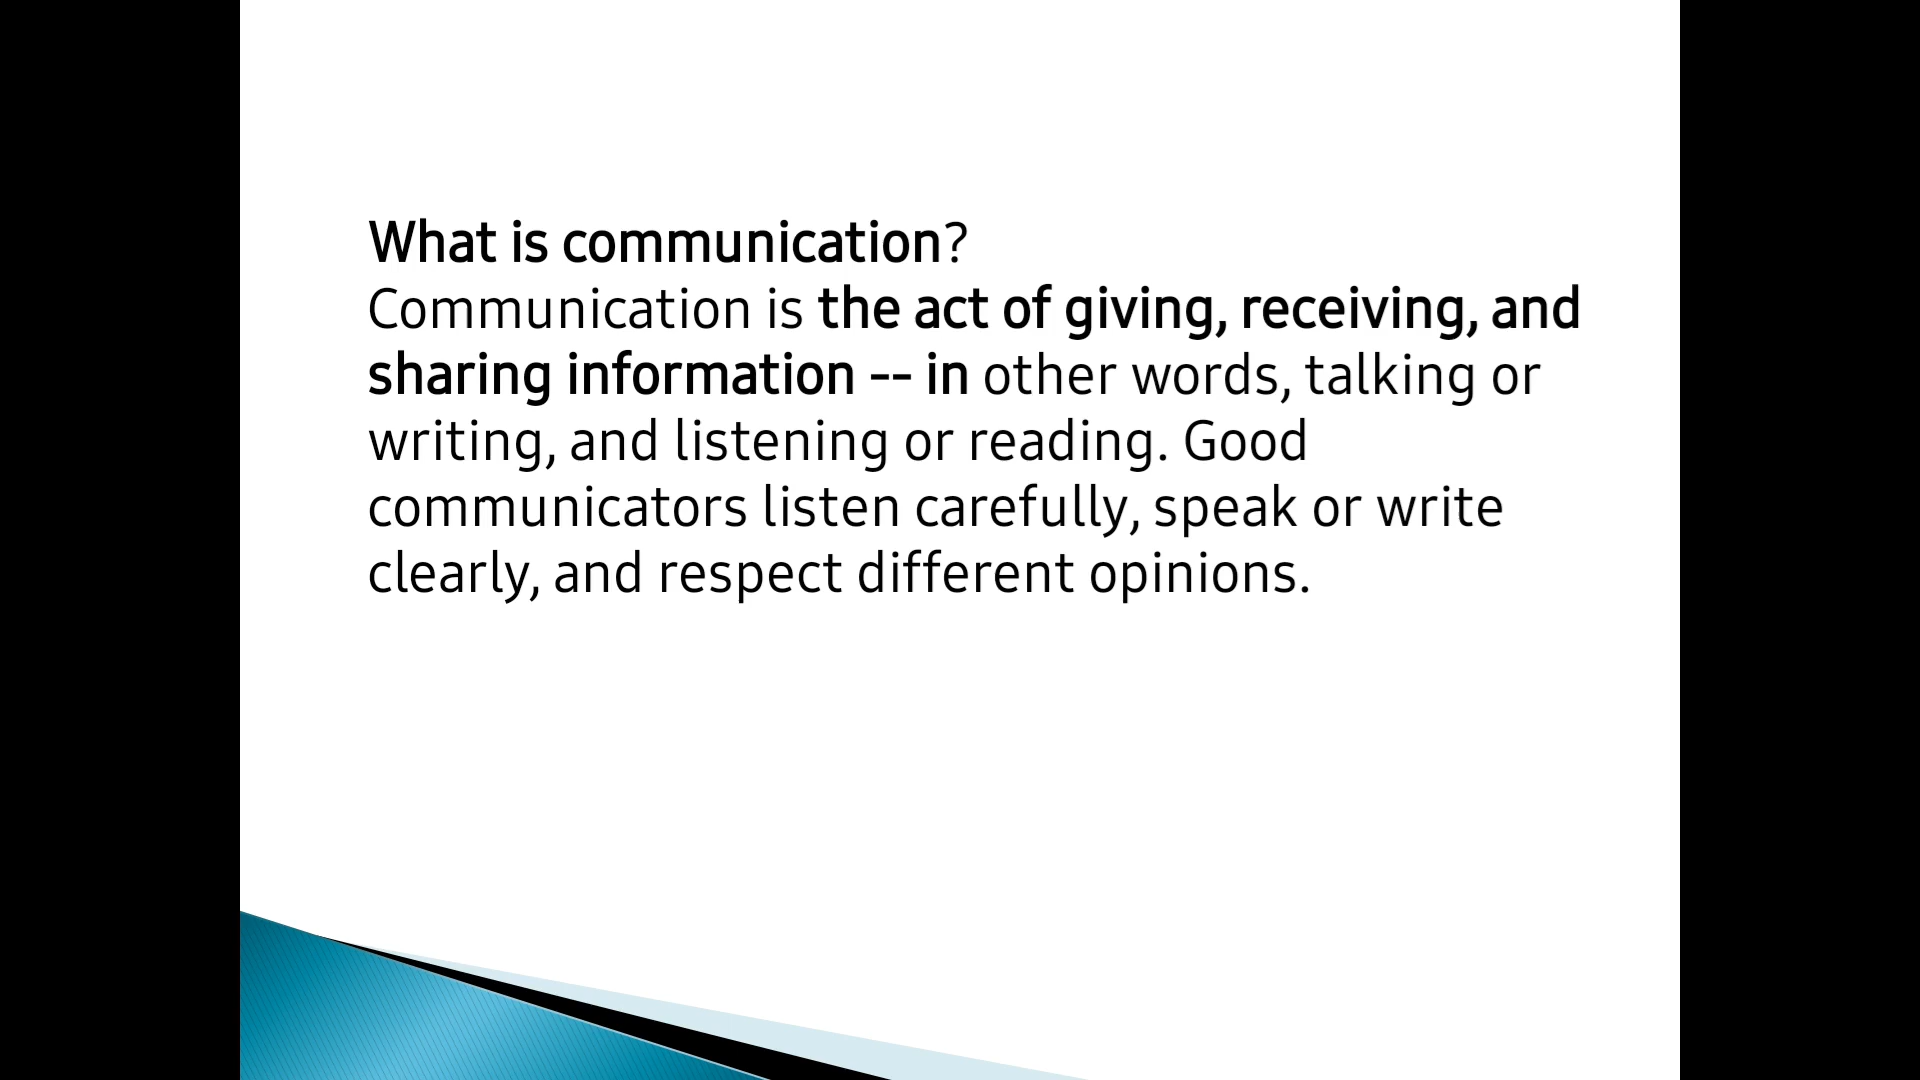 What is communication?
Communication is the act of giving, receiving, and
sharing information -- in other words, talking or
writing, and listening or reading. Good
communicators listen carefully, speak or write
clearly, and respect different opinions.